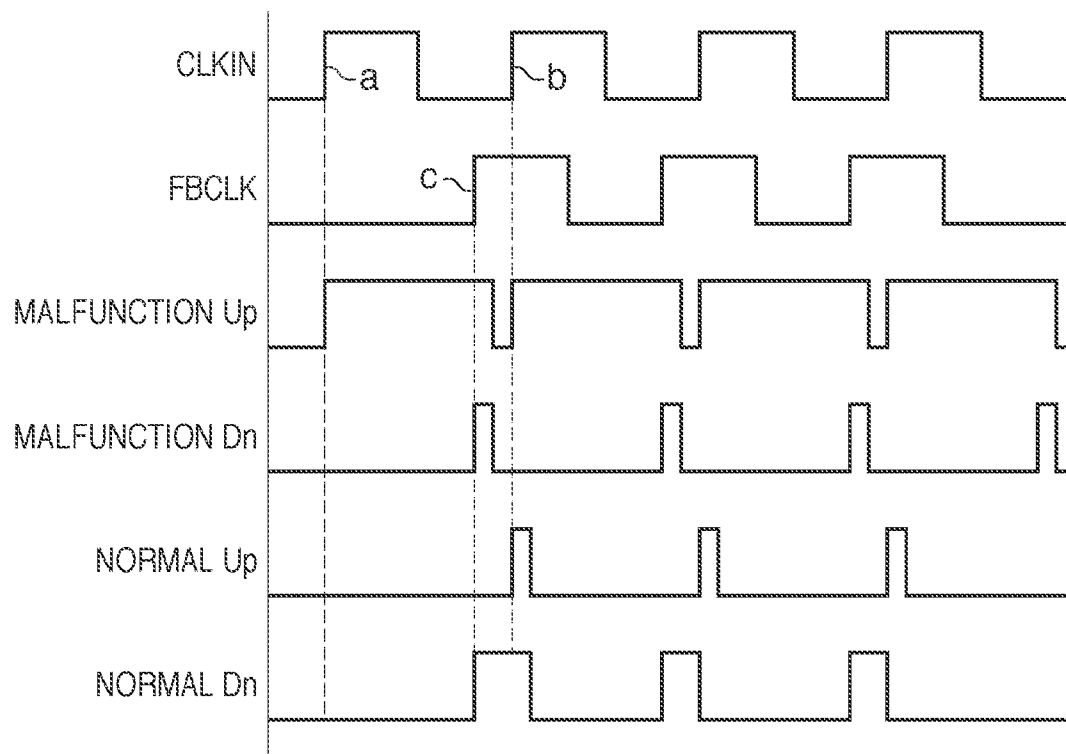 CLKIN
a
b
FBCLK
c
MALFUNCTION Up
MALFUNCTION Dn
NORMAL Up
NORMAL Dn